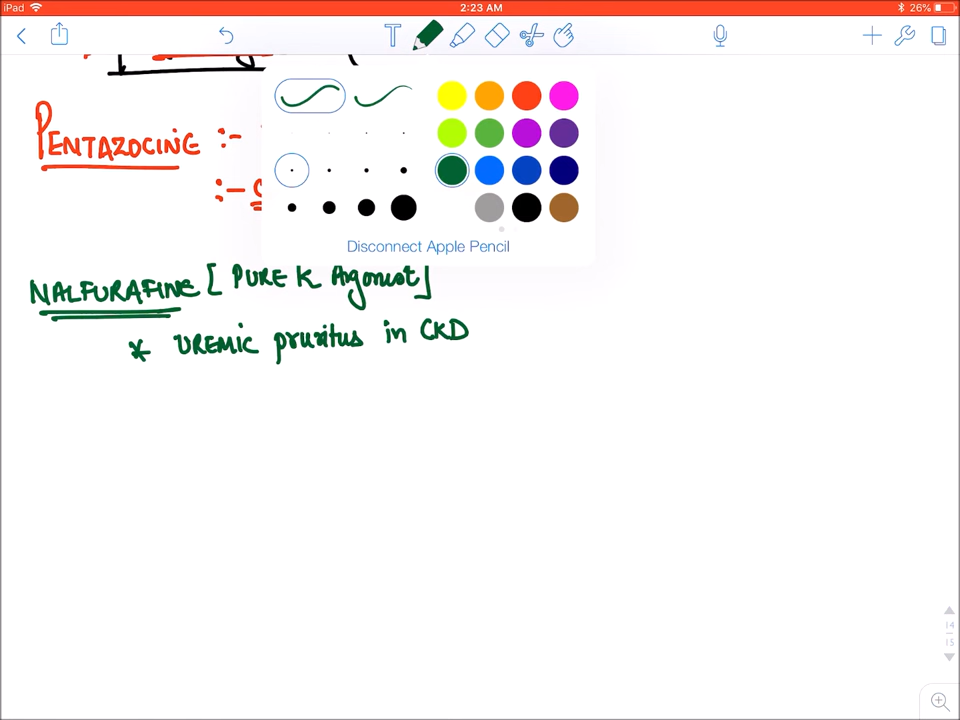 iPad 2:23 AM 26%
T
PENTAZOCINE :-
:-
Disconnect Apple Pencil
NALFURAFINE [PURE K Agonist]
* UREMIC pruritus in CKD
14
15